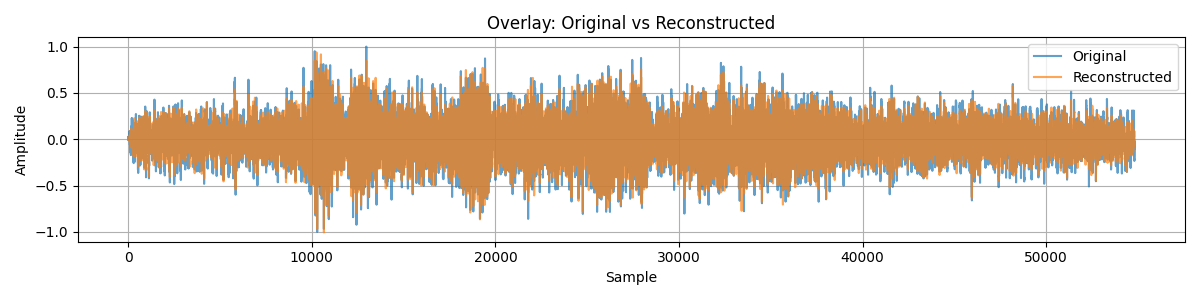 Overlay: Original vs Reconstructed
Original
Reconstructed
Amplitude
1.0
0.5
0.0
−0.5
−1.0
0 10000 20000 30000 40000 50000
Sample